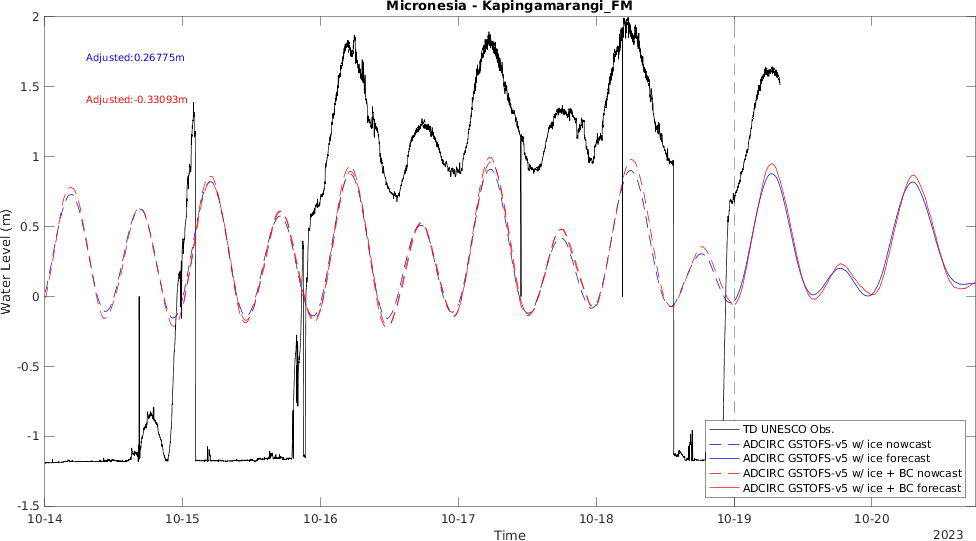 Micronesia - Kapingamarangi_FM
2
1.5
1
0.5
0
-0.5
-1
-1.5
Water Level (m)
Adjusted:0.26775m
Adjusted:-0.33093m
TD UNESCO Obs.
ADCIRC GSTOFS-v5 w/ ice nowcast
ADCIRC GSTOFS-v5 w/ ice forecast
ADCIRC GSTOFS-v5 w/ ice + BC nowcast
ADCIRC GSTOFS-v5 w/ ice + BC forecast
10-14 10-15 10-16 10-17 10-18 10-19 10-20
Time
2023